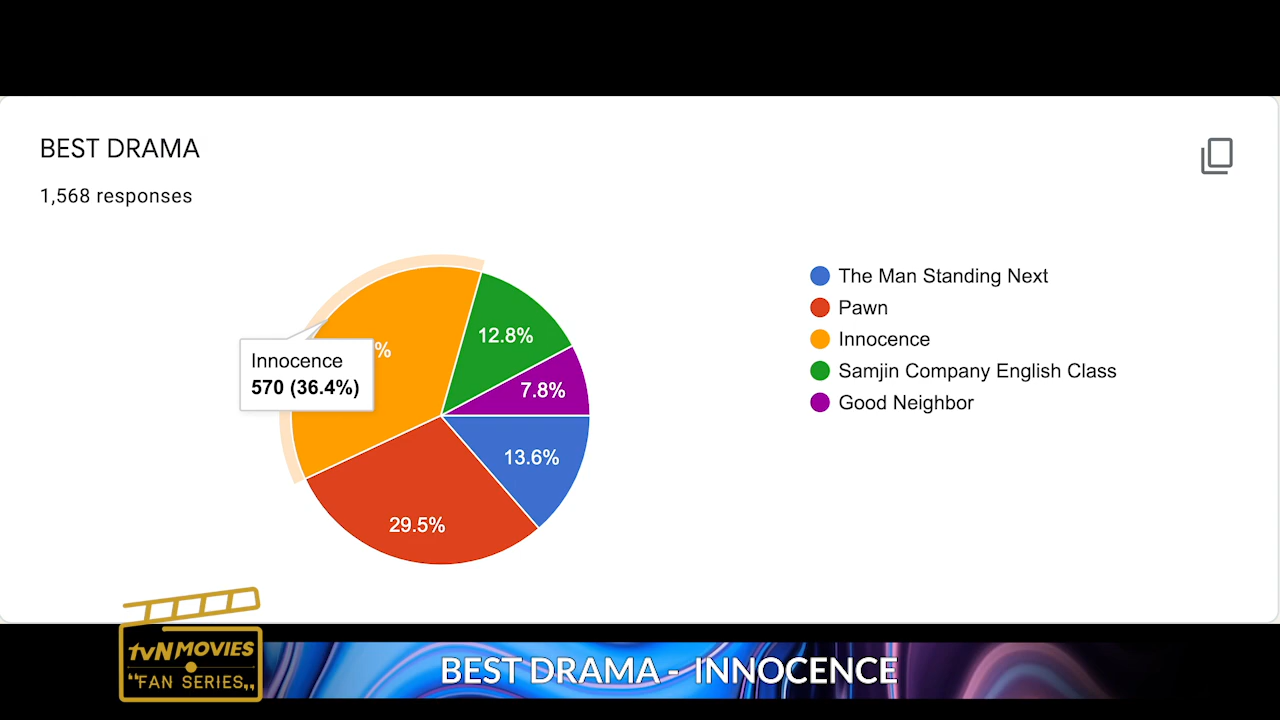 BEST DRAMA
1,568 responses
The Man Standing Next
Pawn
Innocence
Samjin Company English Class
Good Neighbor
12.8%
%
Innocence
570 (36.4%)
7.8%
13.6%
29.5%
tvN MOVIES
"FAN SERIES,,
BEST DRAMA - INNOCENCE